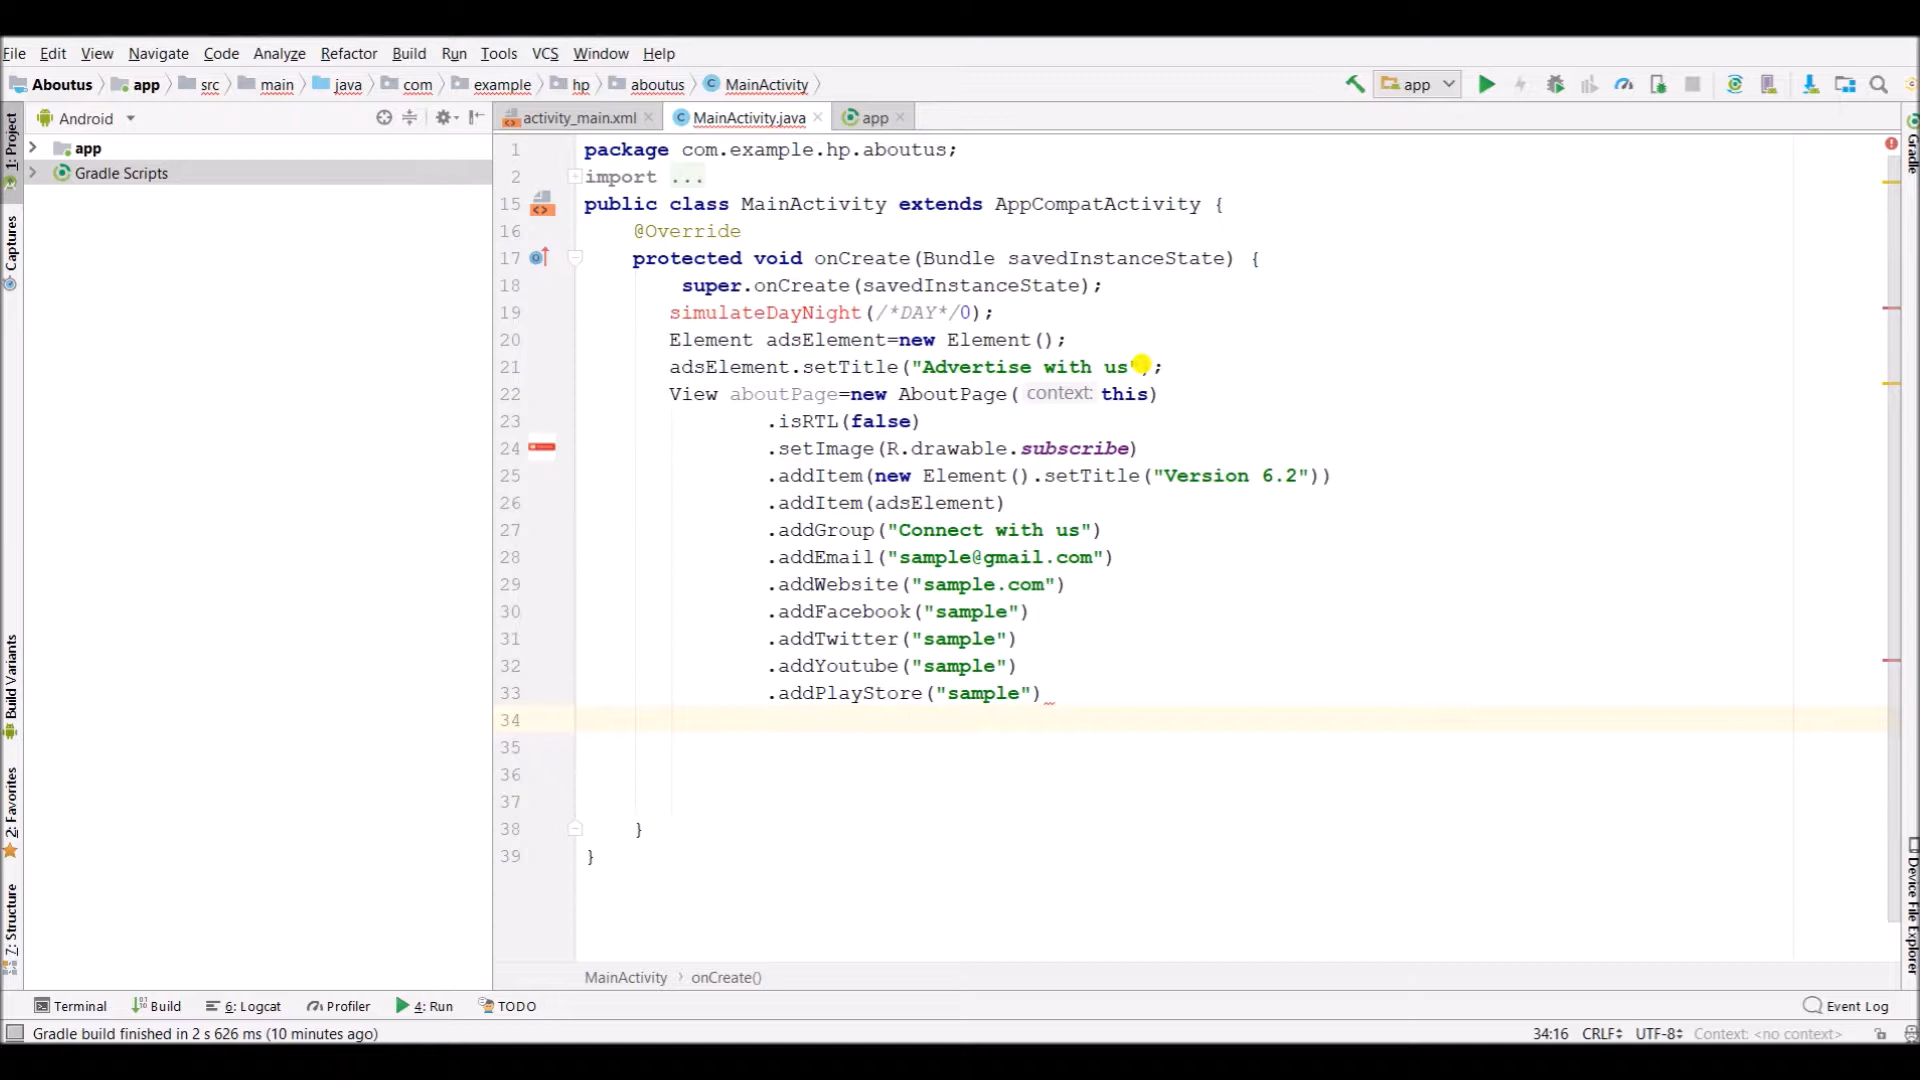 File Edit View Navigate Code Analyze Refactor Build Run Tools VCS Window Help
Aboutus app src main java com example hp aboutus MainActivity app
Android activity_main.xml MainActivity.java app
1: Project
Captures
Build Variants
2: Favorites
7: Structure
app
Gradle Scripts
1 package com.example.hp.aboutus;
2 import ...
15 public class MainActivity extends AppCompatActivity {
16 @Override
17 protected void onCreate(Bundle savedInstanceState) {
18 super.onCreate(savedInstanceState);
19 simulateDayNight(/*DAY*/0);
20 Element adsElement=new Element();
21 adsElement.setTitle("Advertise with us");
22 View aboutPage=new AboutPage( context: this)
23 .isRTL(false)
24 .setImage(R.drawable.subscribe)
25 .addItem(new Element().setTitle("Version 6.2"))
26 .addItem(adsElement)
27 .addGroup("Connect with us")
28 .addEmail("sample@gmail.com")
29 .addWebsite("sample.com")
30 .addFacebook("sample")
31 .addTwitter("sample")
32 .addYoutube("sample")
33 .addPlayStore("sample")
34
35
36
37
38 }
39 }
Gradle
Device File Explorer
MainActivity › onCreate()
Terminal Build 6: Logcat Profiler 4: Run TODO Event Log
Gradle build finished in 2 s 626 ms (10 minutes ago) 34:16 CRLF UTF-8 Context: <no context>